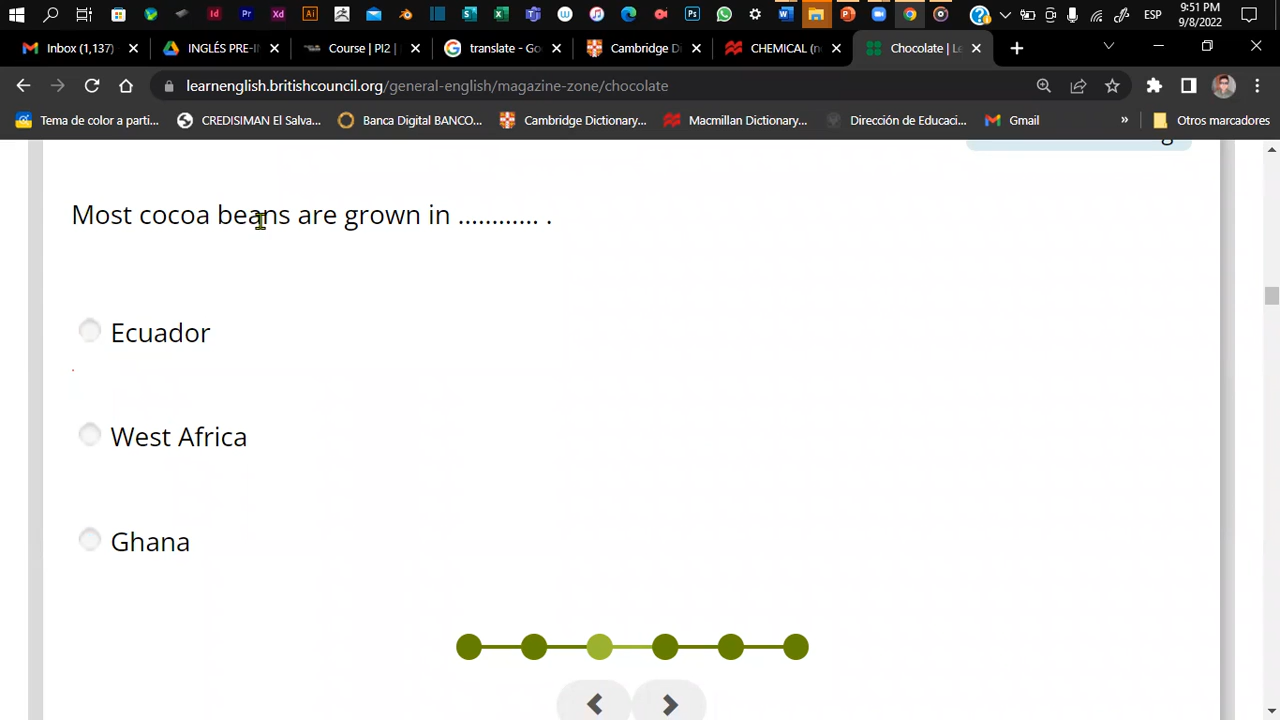 9:51 PM
ESP
9/8/2022
Inbox (1,137)
INGLÉS PRE-IN
Course | PI2 |
translate - Go
Cambridge D
CHEMICAL (n
Chocolate | Le
learnenglish.britishcouncil.org/general-english/magazine-zone/chocolate
Tema de color a parti...
CREDISIMAN El Salva...
Banca Digital BANCO...
Cambridge Dictionary...
Macmillan Dictionary...
Dirección de Educaci...
Gmail
»
Otros marcadores
Most cocoa beans are grown in ............ .
Ecuador
West Africa
Ghana